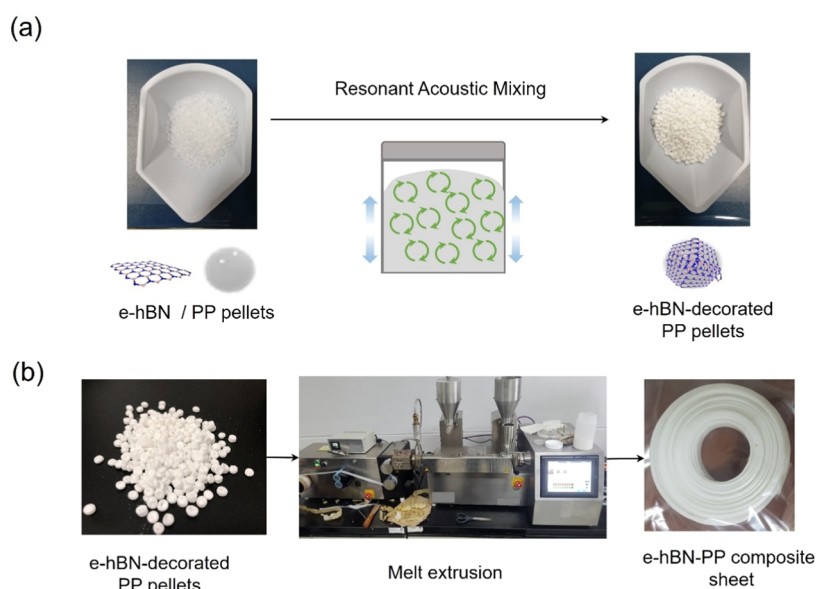 (a)
Resonant Acoustic Mixing
e-hBN / PP pellets
e-hBN-decorated
PP pellets
(b)
e-hBN-decorated
PP pellets
Melt extrusion
e-hBN-PP composite
sheet